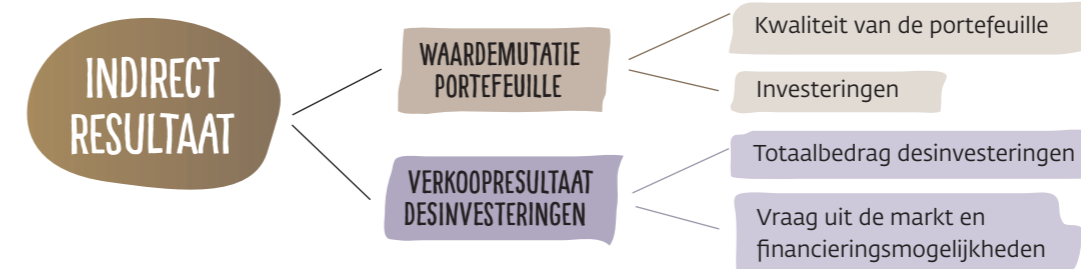 INDIRECT
RESULTAAT
WAARDEMUTATIE
PORTEFEUILLE
Kwaliteit van de portefeuille
Investeringen
VERKOOPRESULTAAT
DESINVESTERINGEN
Totaalbedrag desinvesteringen
Vraag uit de markt en
financieringsmogelijkheden